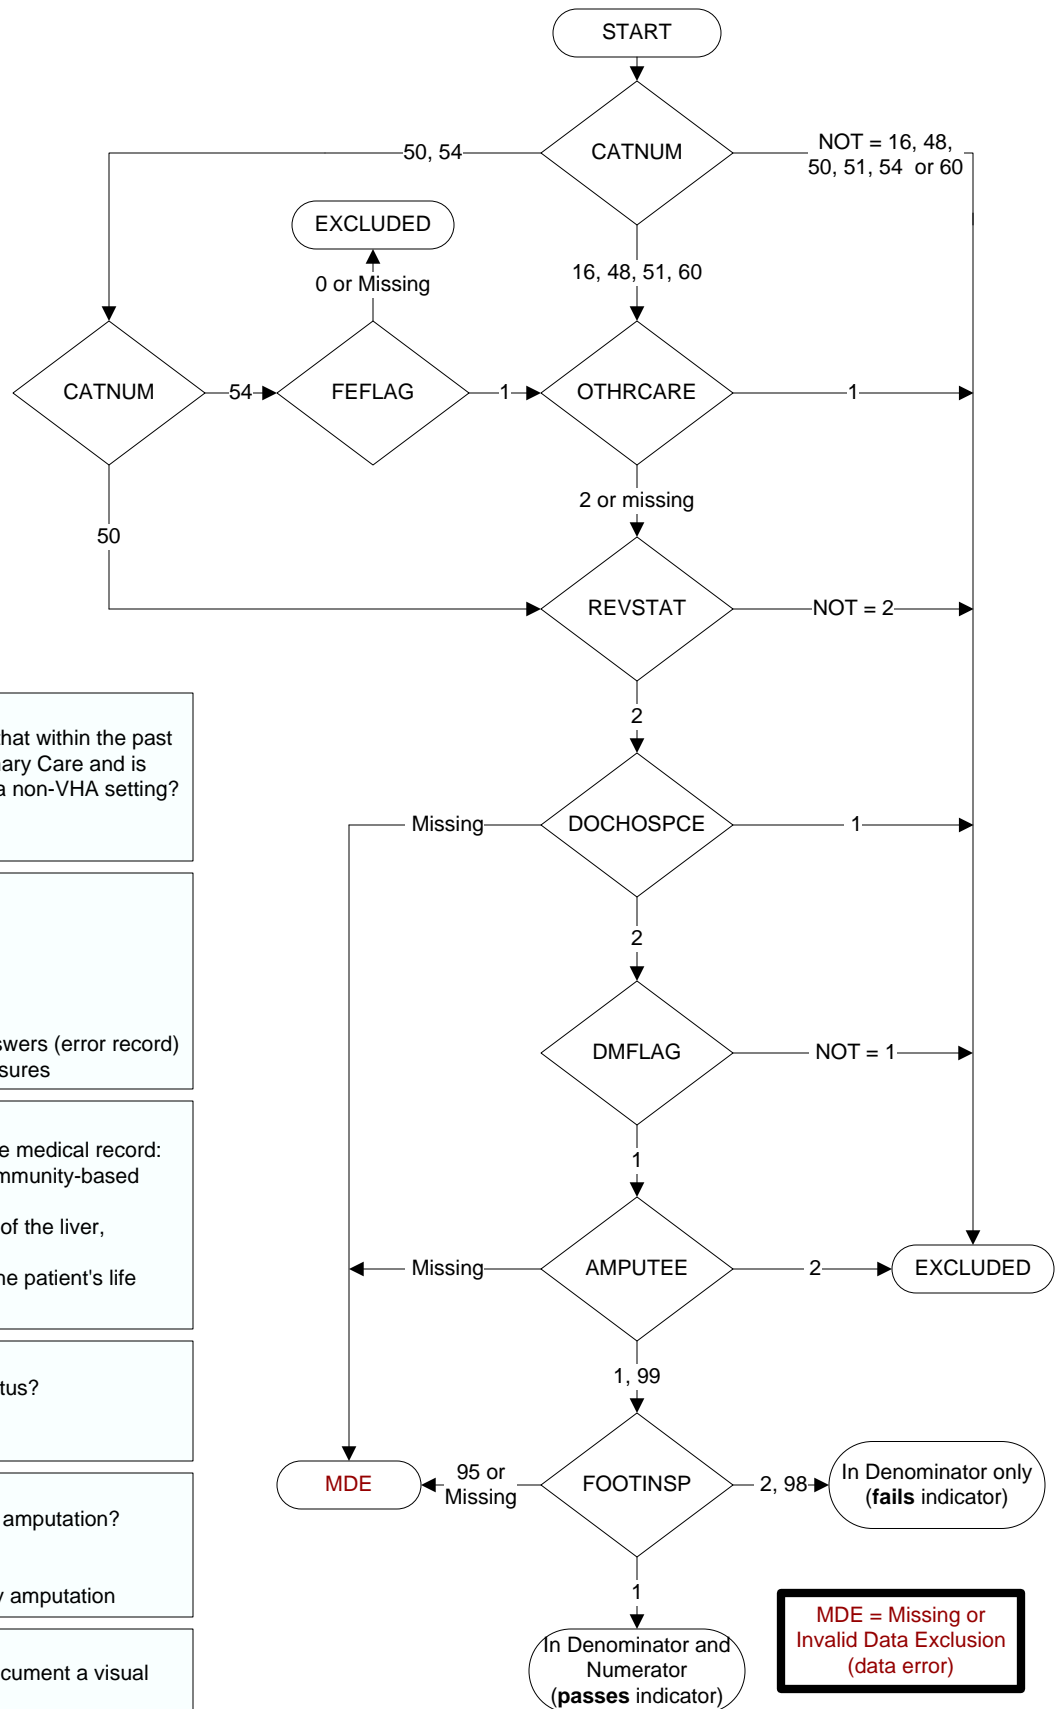 START
CATNUM
50, 54
NOT = 16, 48,
50, 51, 54 or 60
EXCLUDED
0 or Missing
16, 48, 51, 60
CATNUM
54
FEFLAG
1
OTHRCARE
1
2 or missing
50
REVSTAT
NOT = 2
2
that within the past
nary Care and is
a non-VHA setting?
Missing
DOCHOSPCE
1
2
swers (error record)
sures
DMFLAG
NOT = 1
1
e medical record:
mmunity-based
of the liver,
he patient's life
Missing
AMPUTEE
2
EXCLUDED
1, 99
tus?
MDE
95 or
Missing
FOOTINSP
2, 98
In Denominator only
(fails indicator)
amputation?
y amputation
1
In Denominator and
Numerator
(passes indicator)
MDE = Missing or
Invalid Data Exclusion
(data error)
cument a visual